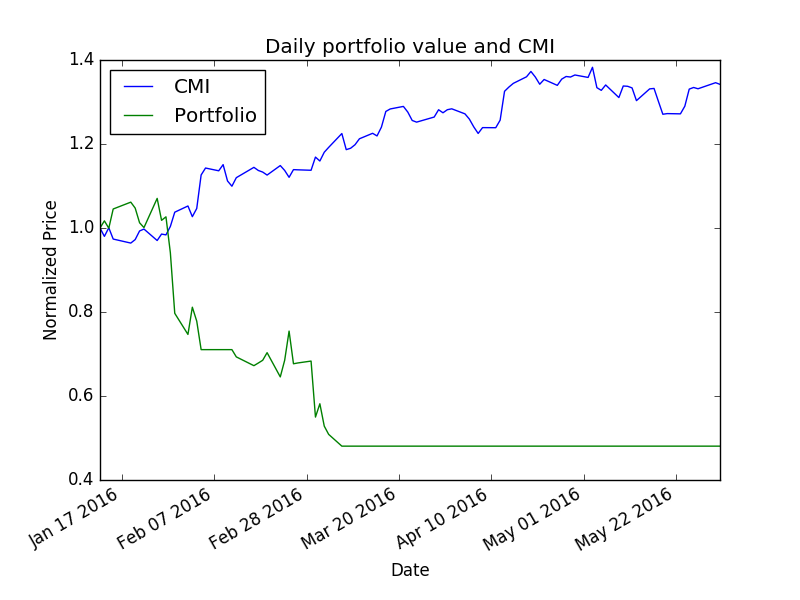 Daily portfolio value and CMI
CMI
Portfolio
Normalized Price
1.4
1.2
1.0
0.8
0.6
0.4
Jan 17 2016
Feb 07 2016
Feb 28 2016
Mar 20 2016
Apr 10 2016
May 01 2016
May 22 2016
Date